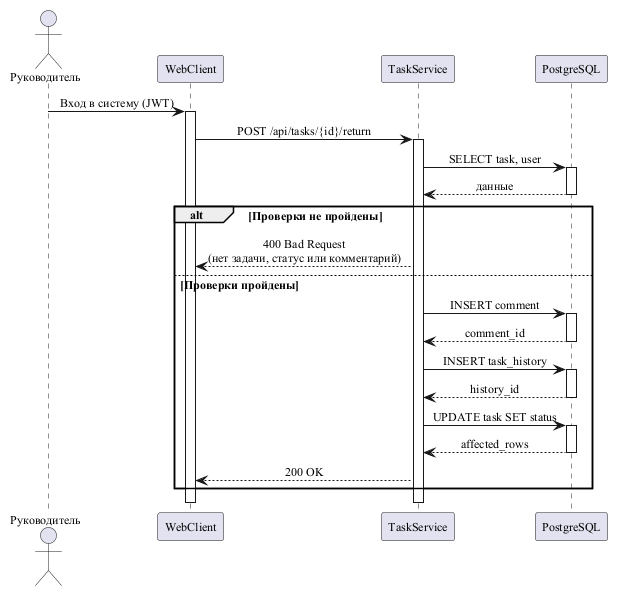 Руководитель
WebClient
TaskService
PostgreSQL
Вход в систему (JWT)
POST /api/tasks/{id}/return
SELECT task, user
данные
alt
[Проверки не пройдены]
400 Bad Request
(нет задачи, статус или комментарий)
[Проверки пройдены]
INSERT comment
comment_id
INSERT task_history
history_id
UPDATE task SET status
affected_rows
200 OK
Руководитель
WebClient
TaskService
PostgreSQL